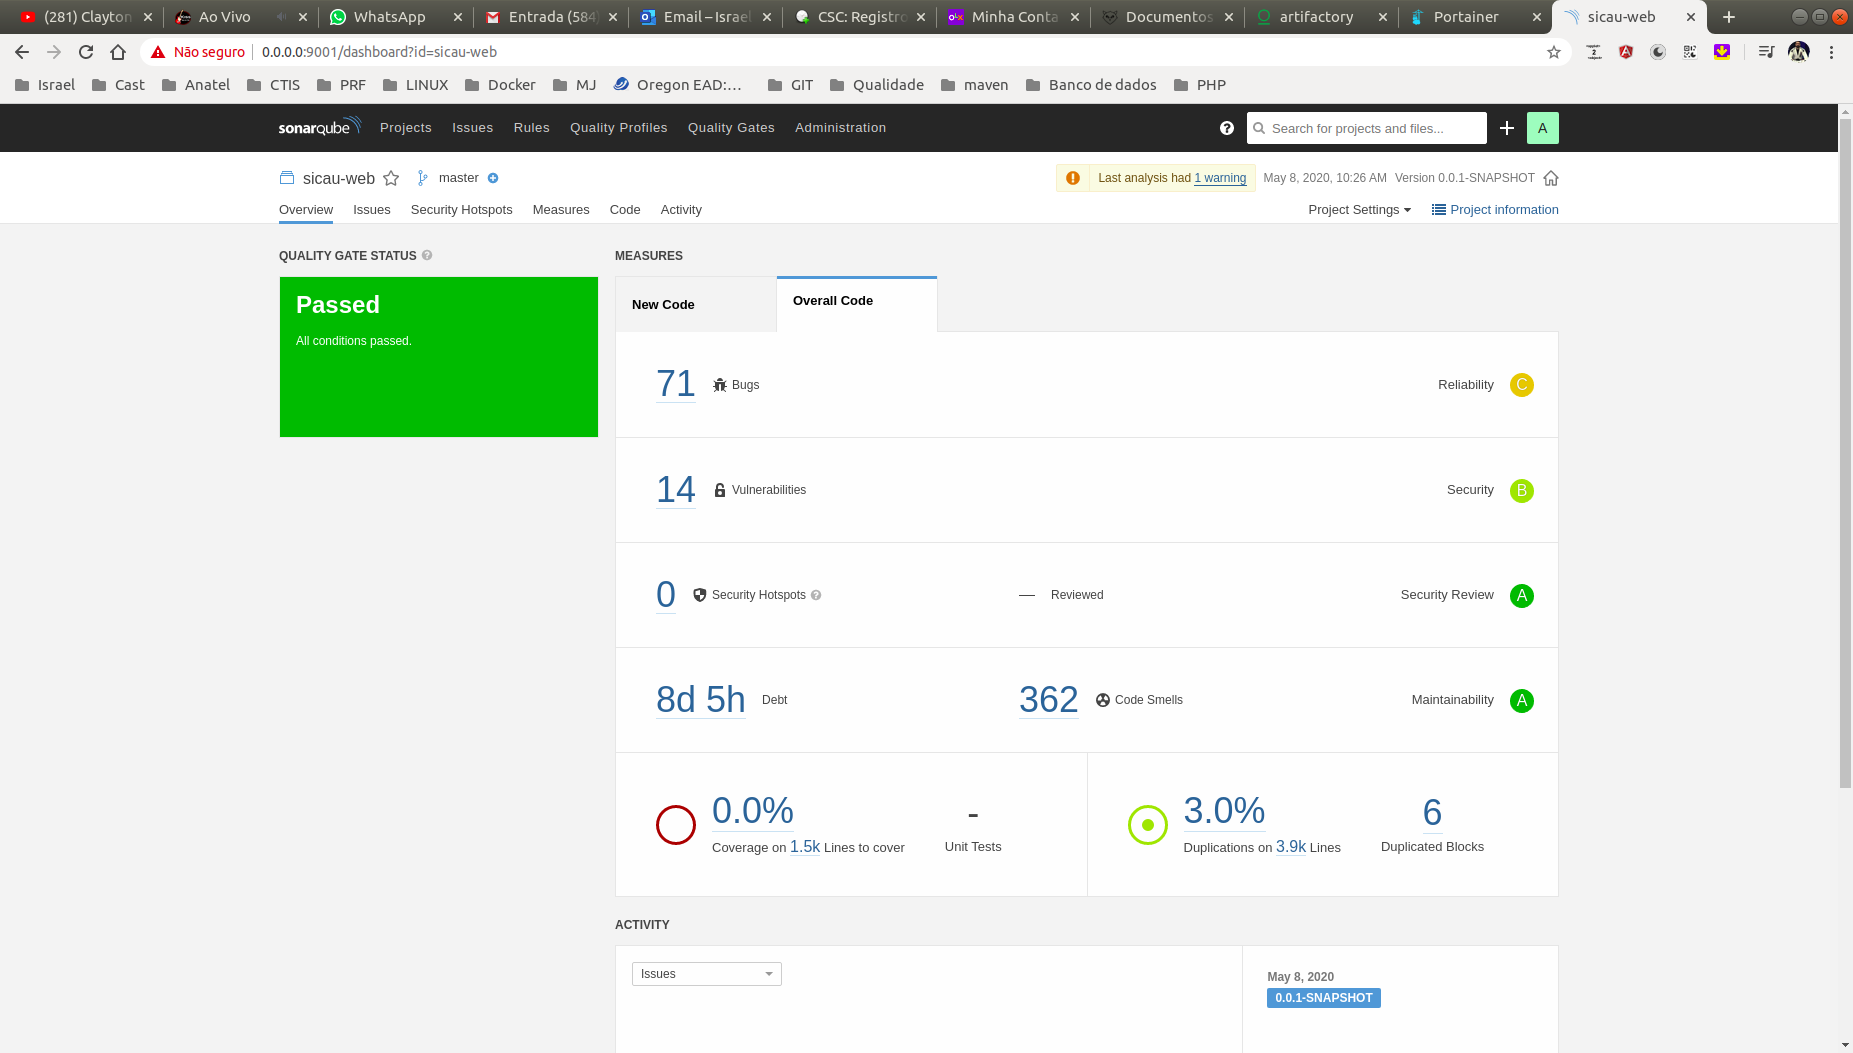 (281) Clayton
Ao Vivo
WhatsApp
Entrada (584)
Email – Israel
CSC: Registro
Minha Conta
Documentos
artifactory
Portainer
sicau-web
Não seguro
0.0.0.0:9001/dashboard?id=sicau-web
Israel
Cast
Anatel
CTIS
PRF
LINUX
Docker
MJ
Oregon EAD:...
GIT
Qualidade
maven
Banco de dados
PHP
sonarqube
Projects
Issues
Rules
Quality Profiles
Quality Gates
Administration
Search for projects and files...
A
sicau-web
master
Last analysis had 1 warning
May 8, 2020, 10:26 AM
Version 0.0.1-SNAPSHOT
Overview
Issues
Security Hotspots
Measures
Code
Activity
Project Settings
Project information
QUALITY GATE STATUS
Passed
All conditions passed.
MEASURES
New Code
Overall Code
71 Bugs
Reliability C
14 Vulnerabilities
Security B
0 Security Hotspots
— Reviewed
Security Review A
8d 5h Debt
362 Code Smells
Maintainability A
0.0%
Coverage on 1.5k Lines to cover
-
Unit Tests
3.0%
Duplications on 3.9k Lines
6
Duplicated Blocks
ACTIVITY
Issues
May 8, 2020
0.0.1-SNAPSHOT